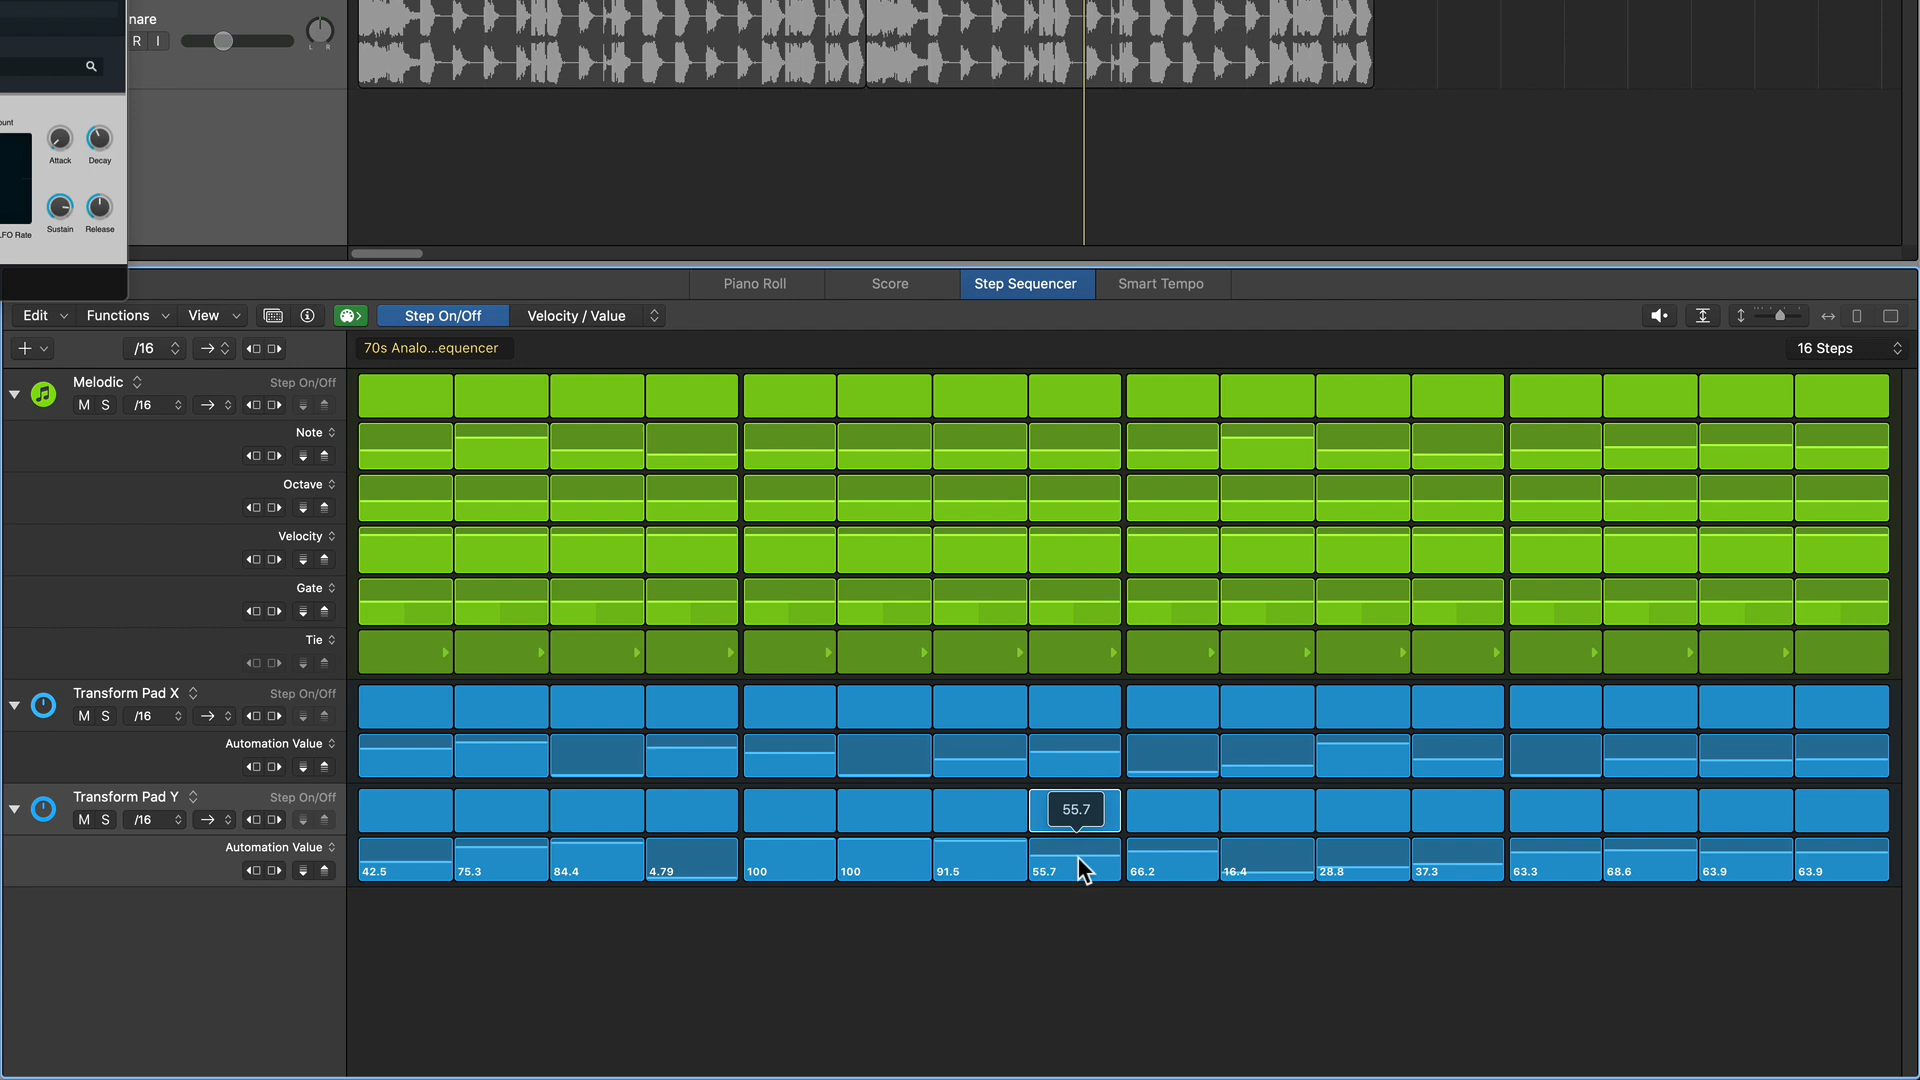 nare
R I
L R
ount
Attack Decay
Sustain Release
LFO Rate
Piano Roll Score Step Sequencer Smart Tempo
Edit Functions View Step On/Off Velocity / Value
/16 70s Analo...equencer 16 Steps
Melodic Step On/Off
M S /16
Note
Octave
Velocity
Gate
Tie
Transform Pad X Step On/Off
M S /16
Automation Value
Transform Pad Y Step On/Off
M S /16 55.7
Automation Value
42.5 75.3 84.4 4.79 100 100 91.5 55.7 66.2 16.4 28.8 37.3 63.3 68.6 63.9 63.9